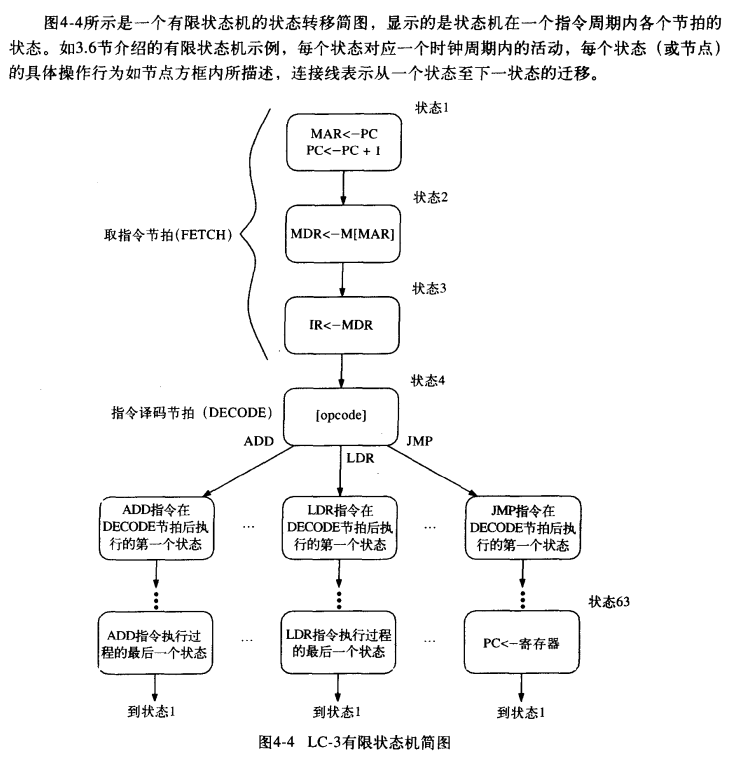 图4-4所示是一个有限状态机的状态转移简图，显示的是状态机在一个指令周期内各个节拍的
状态。如3.6节介绍的有限状态机示例，每个状态对应一个时钟周期内的活动，每个状态（或节点）
的具体操作行为如节点方框内所描述，连接线表示从一个状态至下一状态的迁移。
状态1
MAR<-PC
PC<-PC + 1
状态2
取指令节拍(FETCH)
MDR<-M[MAR]
状态3
IR<-MDR
状态4
指令译码节拍（DECODE）
[opcode]
ADD
LDR
JMP
ADD指令在
DECODE节拍后执
行的第一个状态
…
LDR指令在
DECODE节拍后执
行的第一个状态
…
JMP指令在
DECODE节拍后执
行的第一个状态
状态63
ADD指令执行过
程的最后一个状态
…
LDR指令执行过程
的最后一个状态
…
PC<-寄存器
到状态1
到状态1
到状态1
图4-4 LC-3有限状态机简图